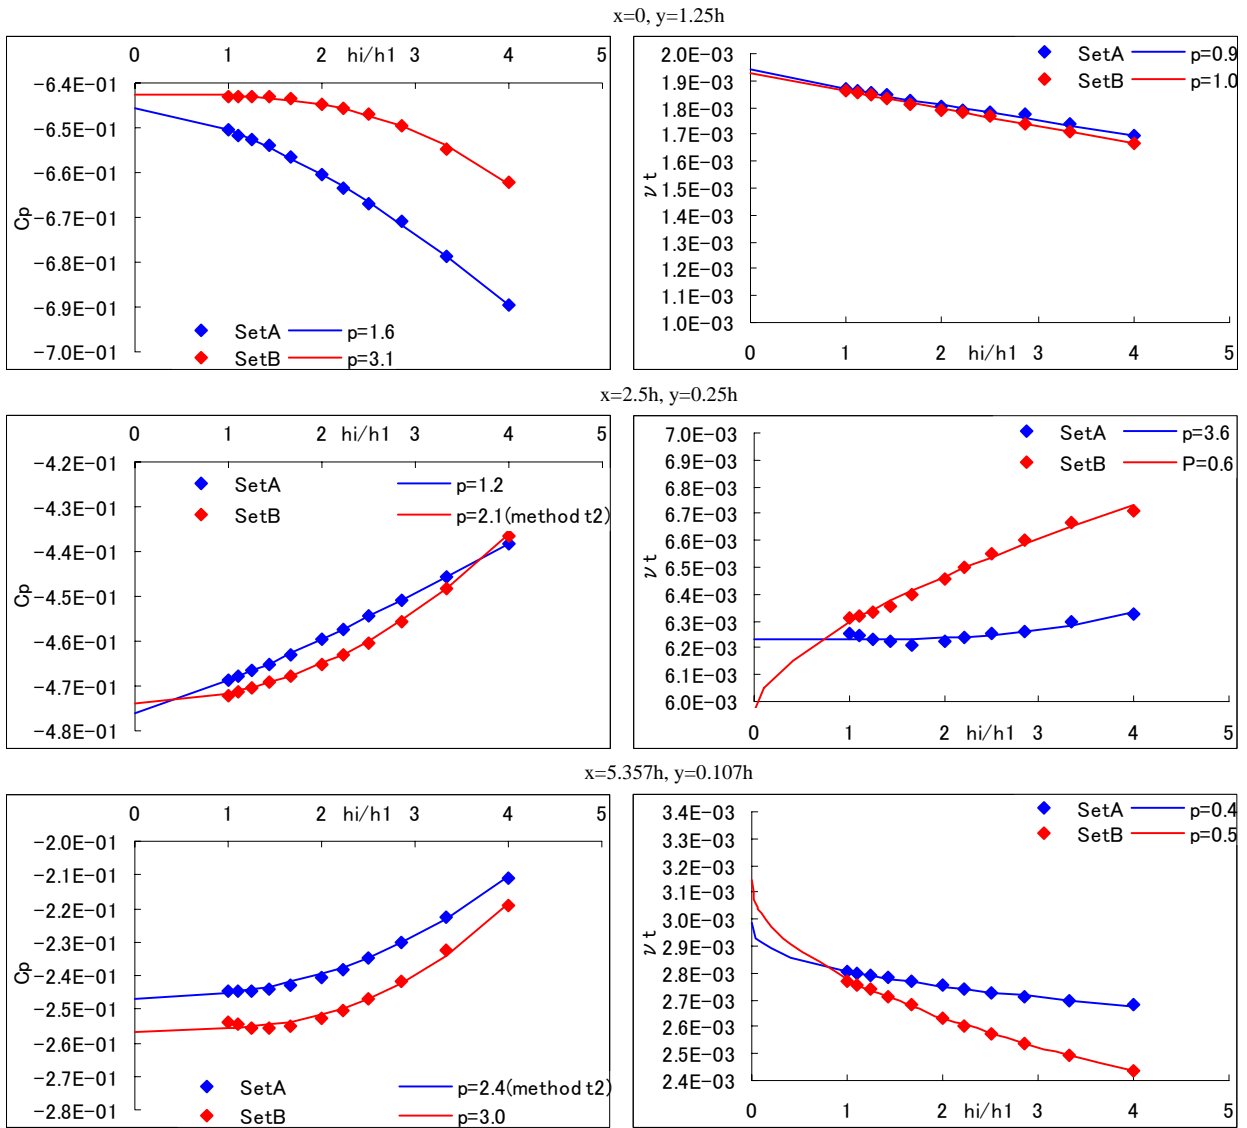 x=0, y=1.25h
0 1 2 hi/h1 3 4 5
-6.4E-01
-6.5E-01
-6.6E-01
-6.7E-01
-6.8E-01
-6.9E-01
-7.0E-01
Cp
SetA p=1.6
SetB p=3.1
2.0E-03
1.9E-03
1.8E-03
1.7E-03
1.6E-03
1.5E-03
1.4E-03
1.3E-03
1.2E-03
1.1E-03
1.0E-03
νt
SetA p=0.9
SetB p=1.0
0 1 2 hi/h1 3 4 5
x=2.5h, y=0.25h
0 1 2 hi/h1 3 4 5
-4.2E-01
-4.3E-01
-4.4E-01
-4.5E-01
-4.6E-01
-4.7E-01
-4.8E-01
Cp
SetA p=1.2
SetB p=2.1(method t2)
7.0E-03
6.9E-03
6.8E-03
6.7E-03
6.6E-03
6.5E-03
6.4E-03
6.3E-03
6.2E-03
6.1E-03
6.0E-03
νt
SetA p=3.6
SetB P=0.6
0 1 2 hi/h1 3 4 5
x=5.357h, y=0.107h
0 1 2 hi/h1 3 4 5
-2.0E-01
-2.1E-01
-2.2E-01
-2.3E-01
-2.4E-01
-2.5E-01
-2.6E-01
-2.7E-01
-2.8E-01
Cp
SetA p=2.4(method t2)
SetB p=3.0
3.4E-03
3.3E-03
3.2E-03
3.1E-03
3.0E-03
2.9E-03
2.8E-03
2.7E-03
2.6E-03
2.5E-03
2.4E-03
νt
SetA p=0.4
SetB p=0.5
0 1 2 hi/h1 3 4 5